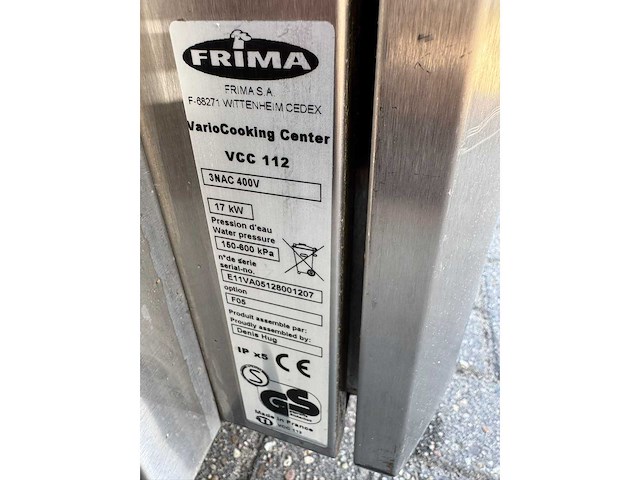 FRiMA
FRIMA S.A.
F-68271 WITTENHEIM CEDEX
VarioCooking Center
VCC 112
3NAC 400V
17 kW
Pression d'eau
Water pressure
150-600 kPa
n°de serie
serial-no.
E11VA05128001207
option
F05
Produit assemble par:
Proudly assembled by:
Denis Hug
IP x5 CE
S
GS
Made in France